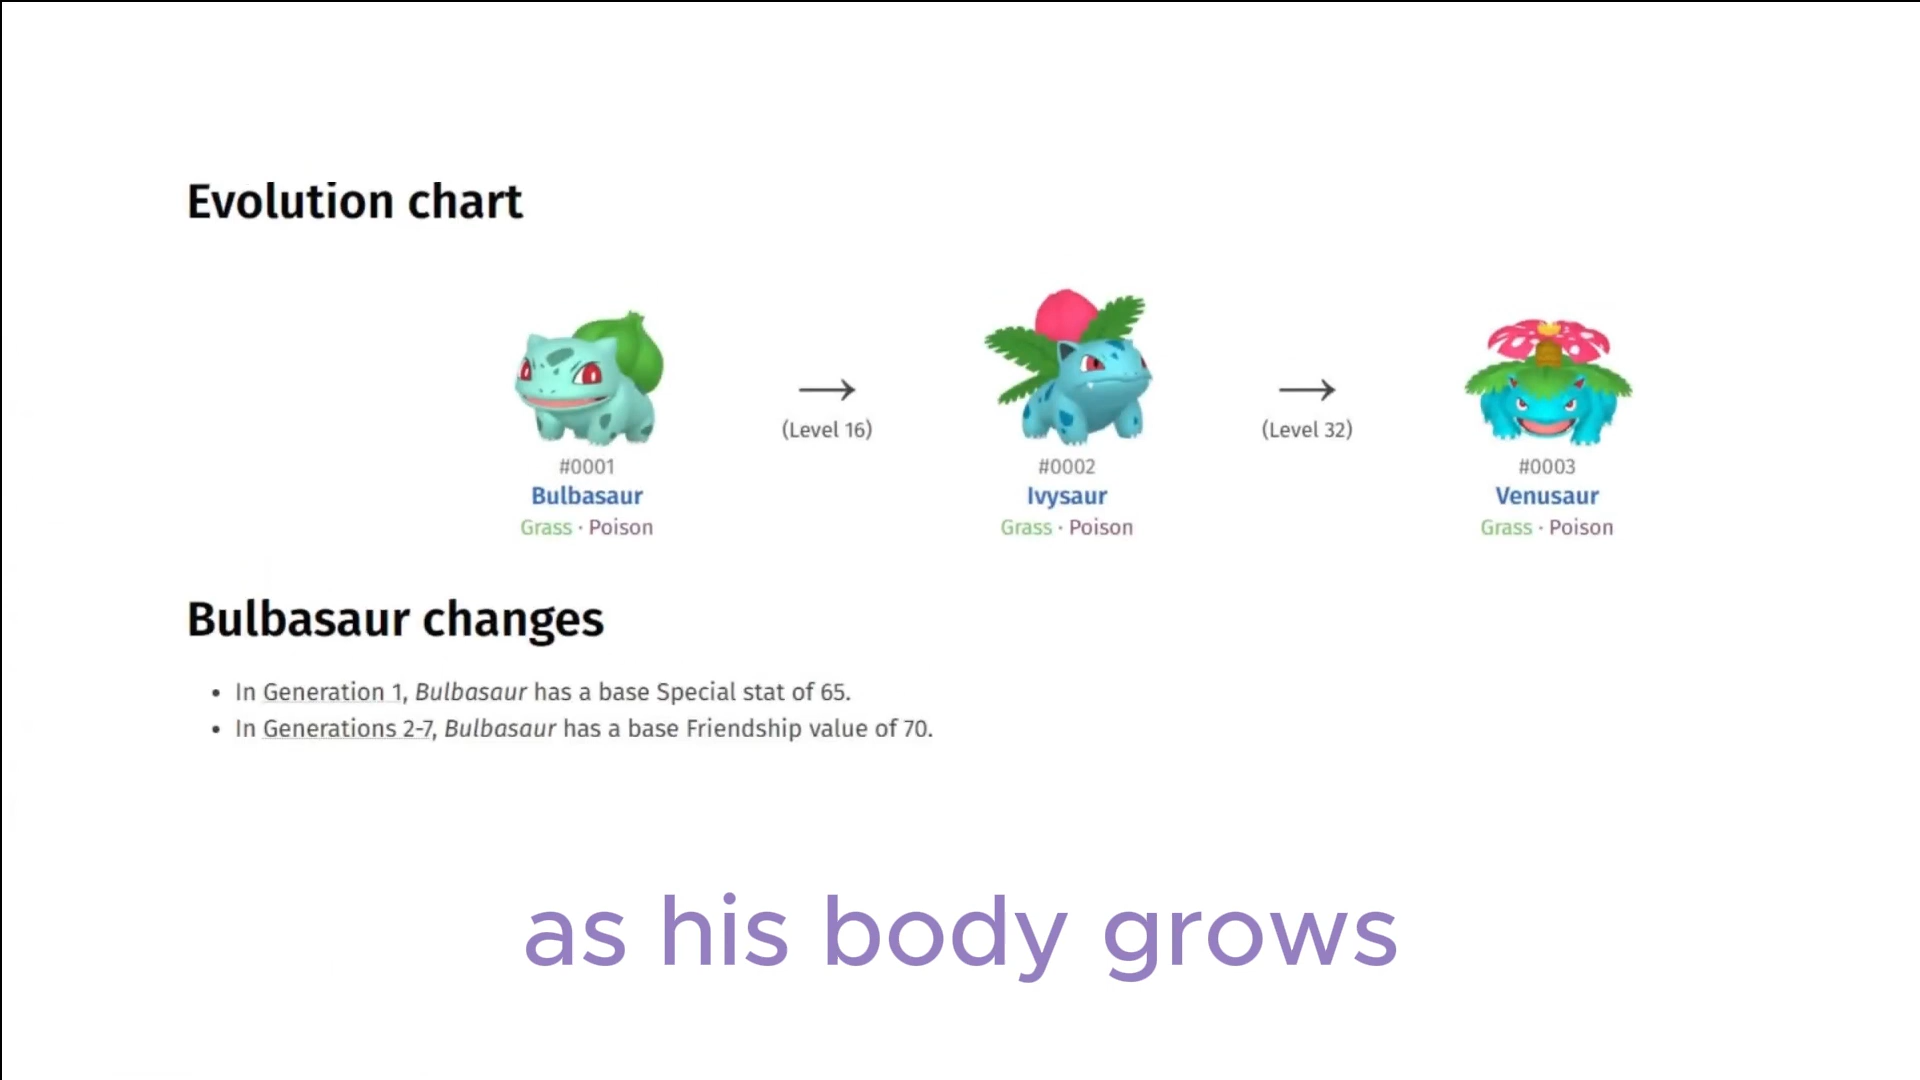 Evolution chart
(Level 16)
(Level 32)
#0001
#0002
#0003
Bulbasaur
Ivysaur
Venusaur
Grass · Poison
Grass · Poison
Grass · Poison
Bulbasaur changes
• In Generation 1, Bulbasaur has a base Special stat of 65.
• In Generations 2-7, Bulbasaur has a base Friendship value of 70.
as his body grows